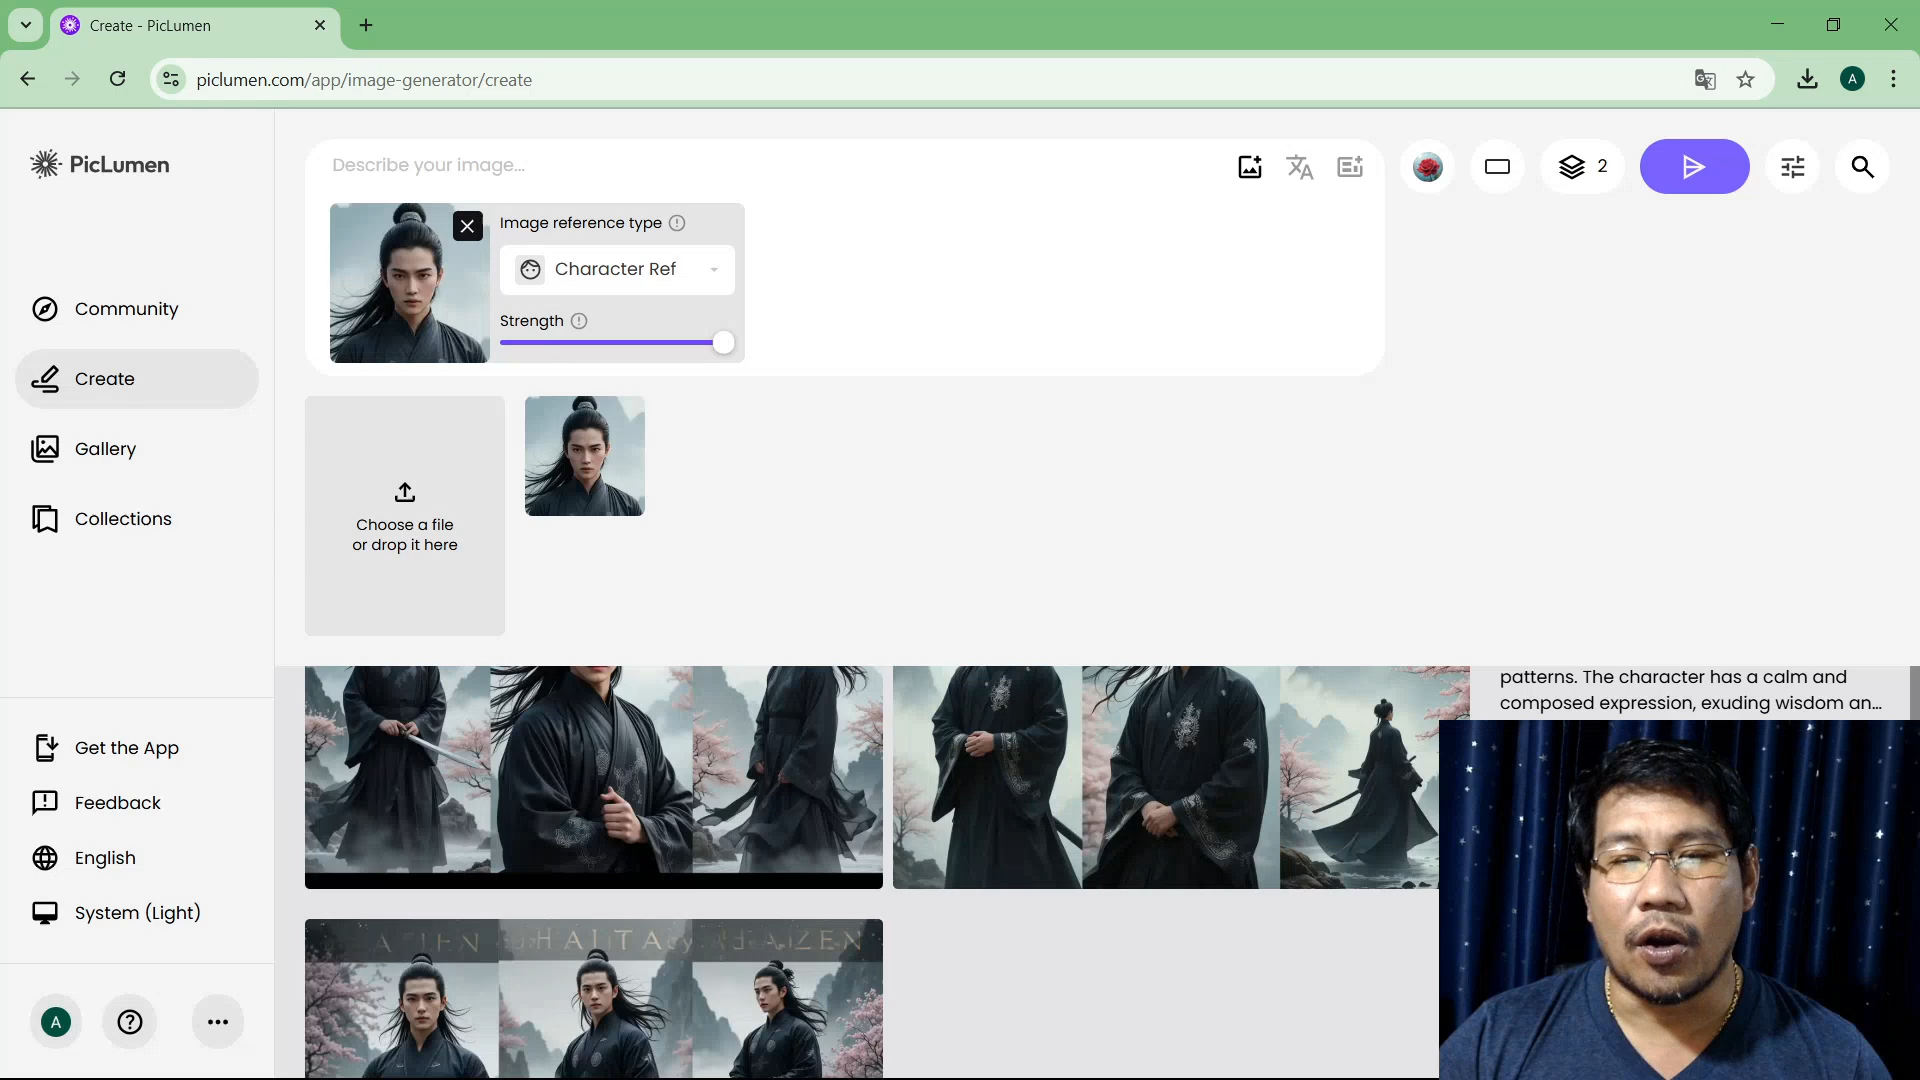 Create - PicLumen
piclumen.com/app/image-generator/create
A
PicLumen
Describe your image...
2
Image reference type
Character Ref
Strength
Community
Create
Gallery
Collections
Choose a file
or drop it here
patterns. The character has a calm and
composed expression, exuding wisdom an...
Get the App
Feedback
English
System (Light)
A